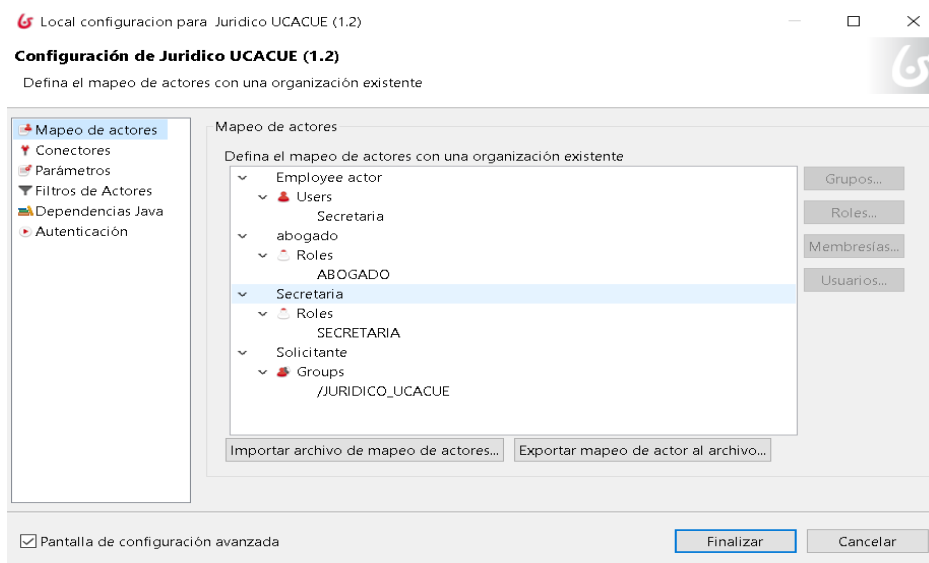 Local configuracion para Juridico UCACUE (1.2)
Configuración de Juridico UCACUE (1.2)
Defina el mapeo de actores con una organización existente
Mapeo de actores
Conectores
Parámetros
Filtros de Actores
Dependencias Java
Autenticación
Mapeo de actores
Defina el mapeo de actores con una organización existente
Employee actor
Users
Secretaria
abogado
Roles
ABOGADO
Secretaria
Roles
SECRETARIA
Solicitante
Groups
/JURIDICO_UCACUE
Grupos...
Roles...
Membresías...
Usuarios...
Importar archivo de mapeo de actores... Exportar mapeo de actor al archivo...
Pantalla de configuración avanzada Finalizar Cancelar